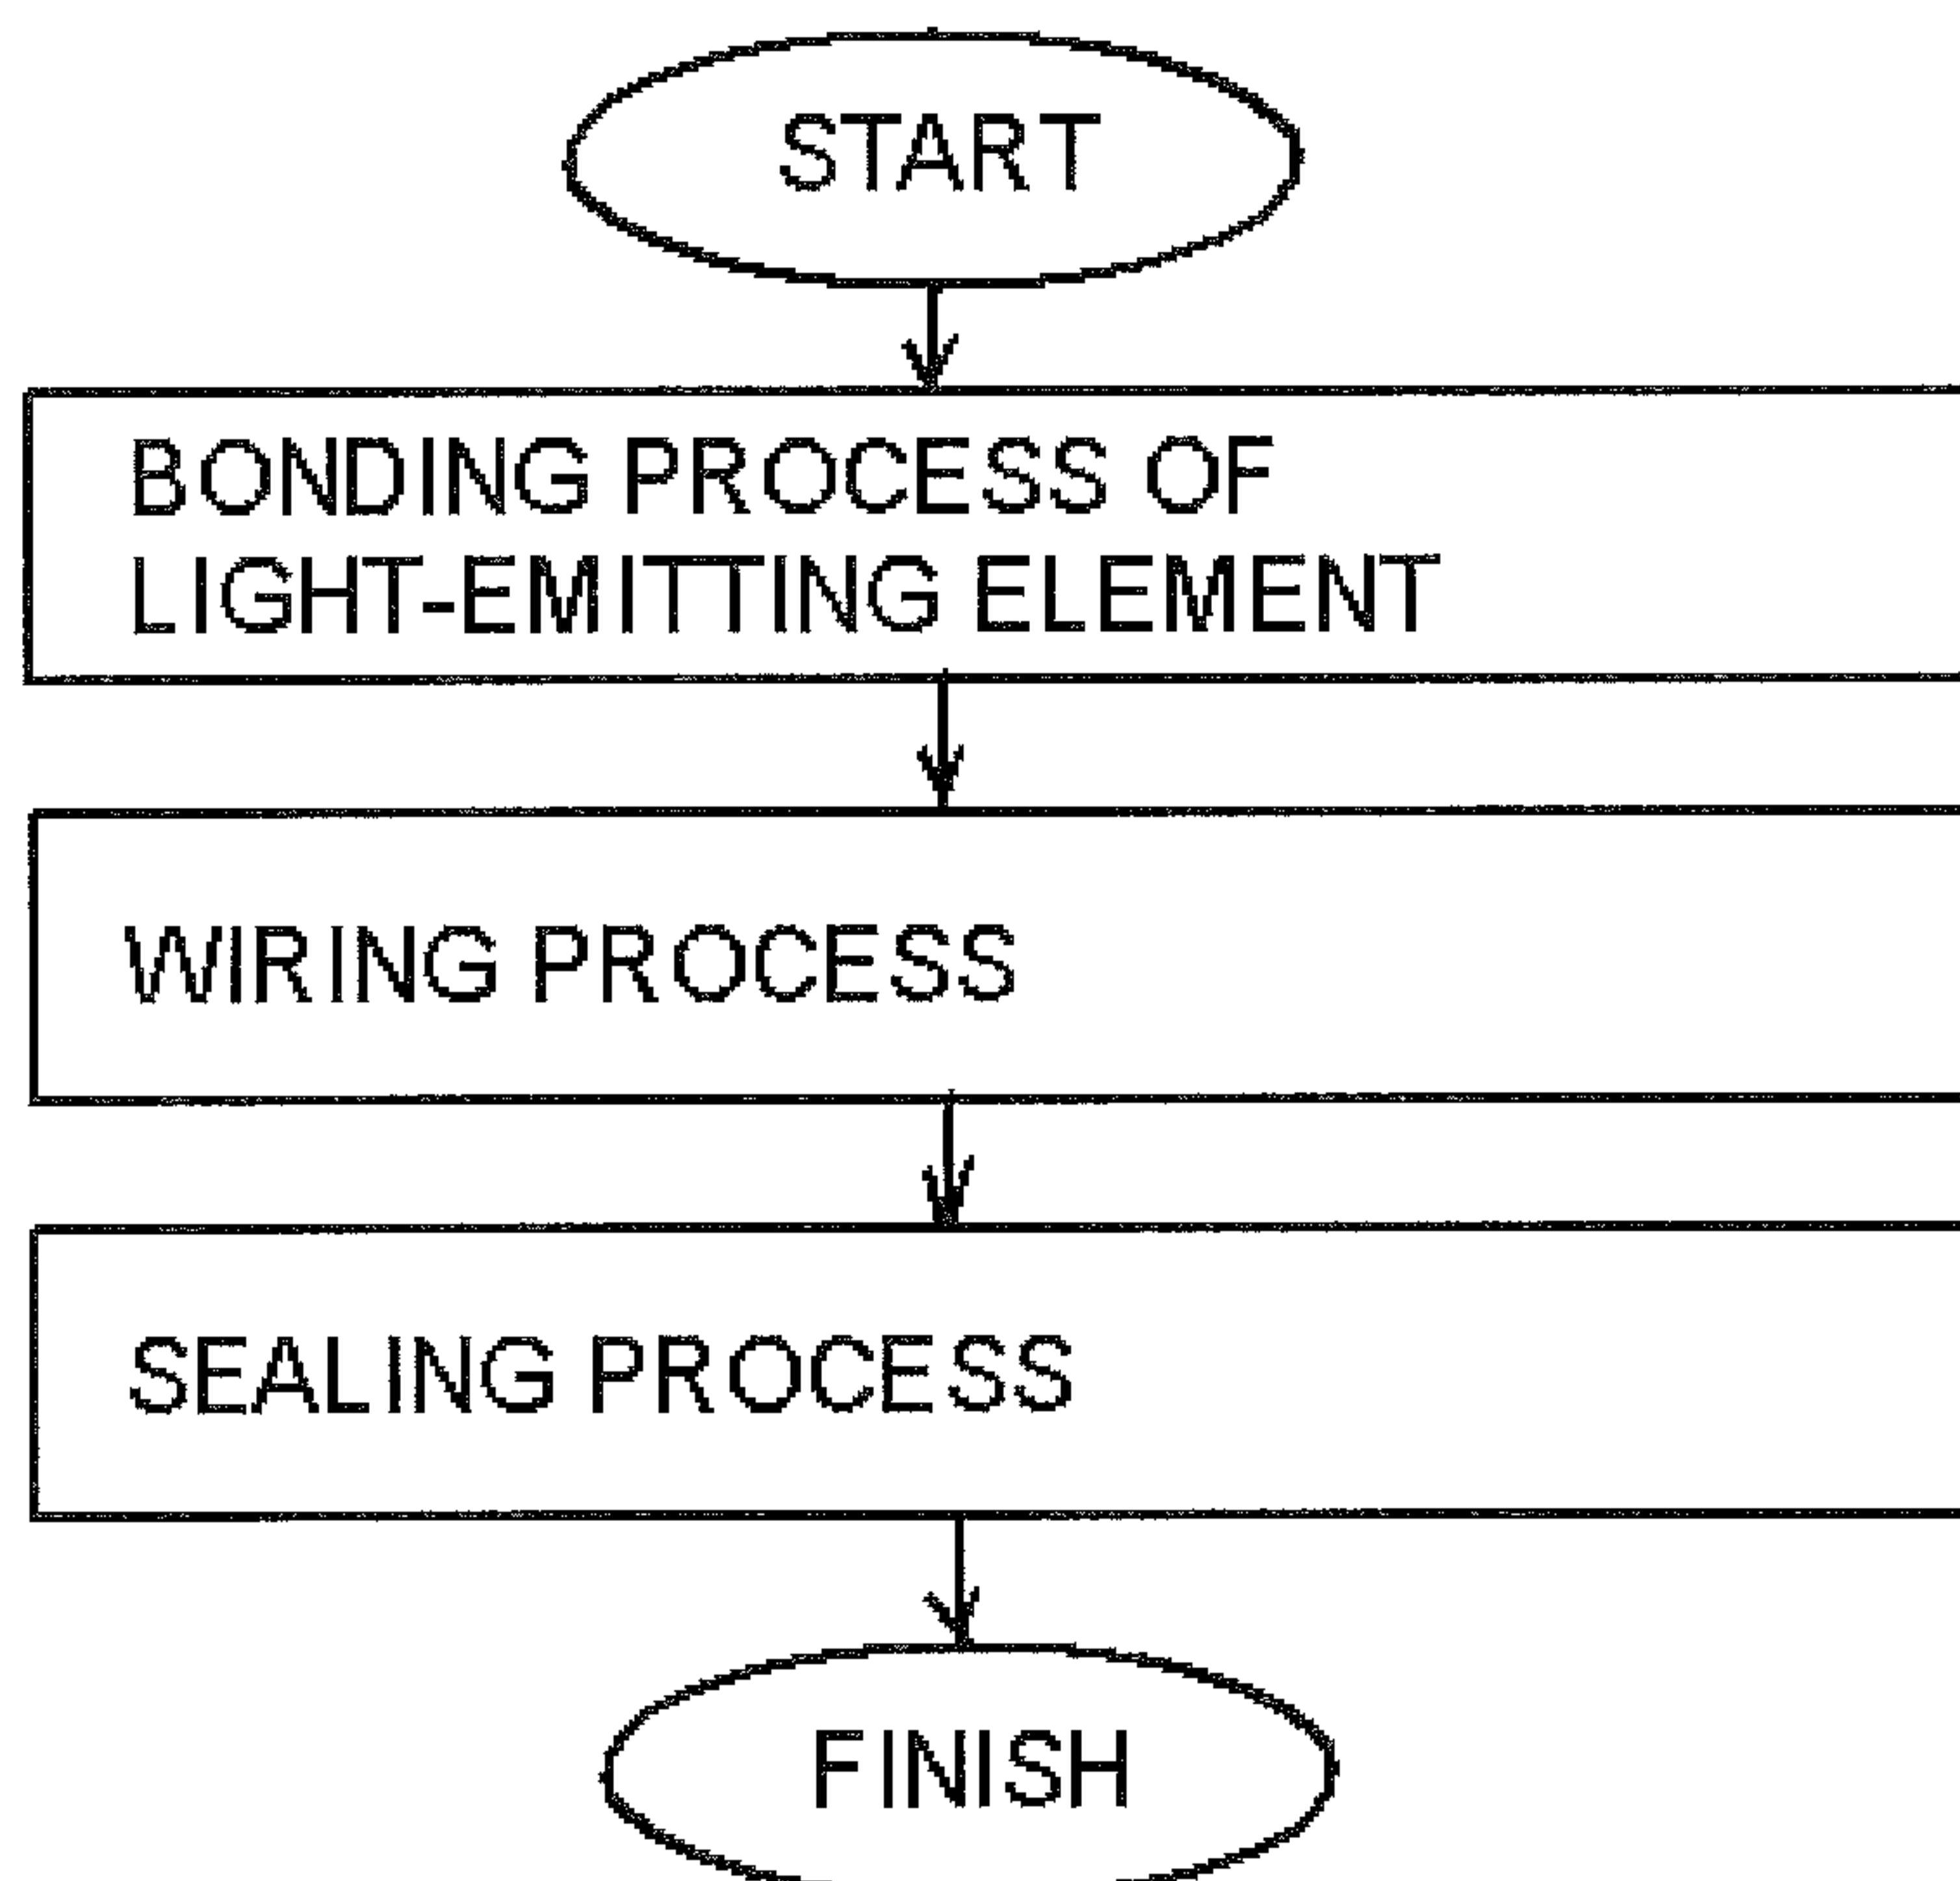 START
BONDING PROCESS OF
LIGHT-EMITTING ELEMENT
WIRING PROCESS
SEALING PROCESS
FINISH